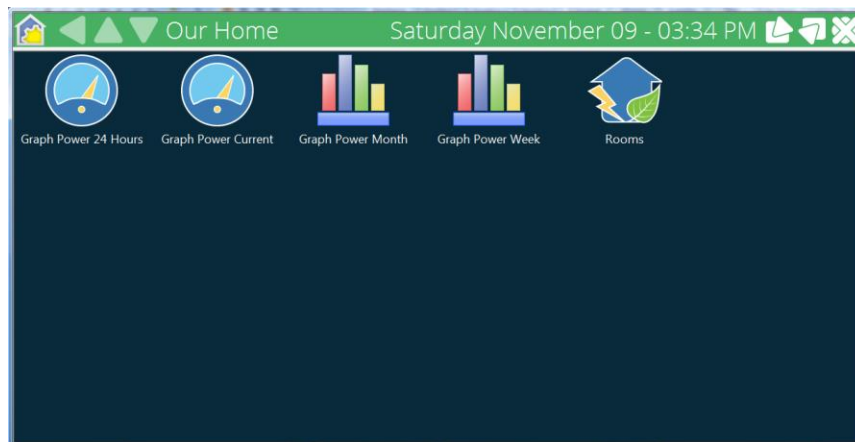 Our Home
Saturday November 09 - 03:34 PM
Graph Power 24 Hours
Graph Power Current
Graph Power Month
Graph Power Week
Rooms